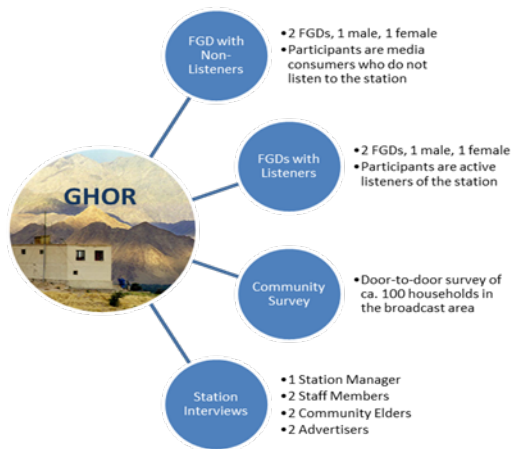 GHOR
FGD with
Non-
Listeners
•2 FGDs, 1 male, 1 female
•Participants are media
consumers who do not
listen to the station
FGDs with
Listeners
•2 FGDs, 1 male, 1 female
•Participants are active
listeners of the station
Community
Survey
•Door-to-door survey of
ca. 100 households in
the broadcast area
Station
Interviews
•1 Station Manager
•2 Staff Members
•2 Community Elders
•2 Advertisers